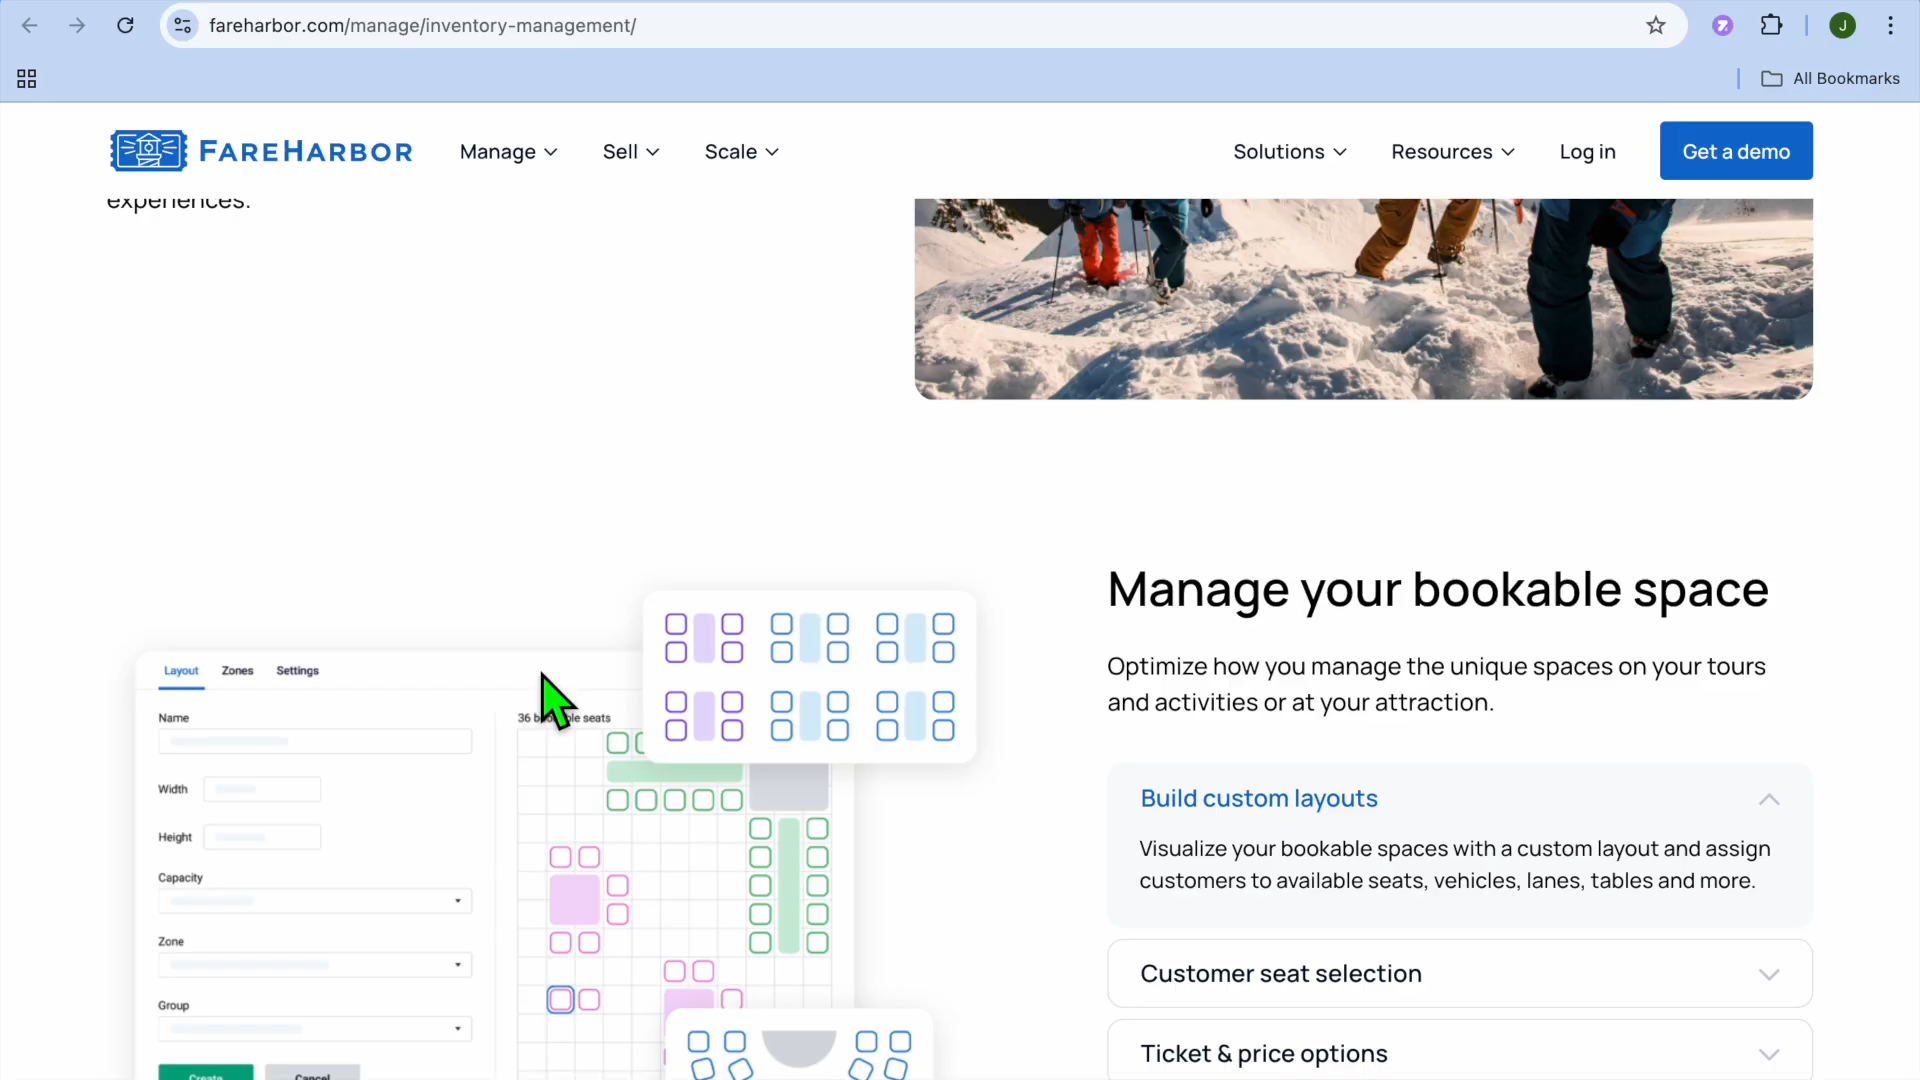 fareharbor.com/manage/inventory-management/
J
All Bookmarks
FAREHARBOR
Manage
Sell
Scale
Solutions
Resources
Log in
Get a demo
experiences.
Manage your bookable space
Optimize how you manage the unique spaces on your tours
and activities or at your attraction.
Build custom layouts
Visualize your bookable spaces with a custom layout and assign
customers to available seats, vehicles, lanes, tables and more.
Customer seat selection
Ticket & price options
Layout Zones Settings
Name
Width
Height
Capacity
Zone
Group
Create Cancel
36 seats